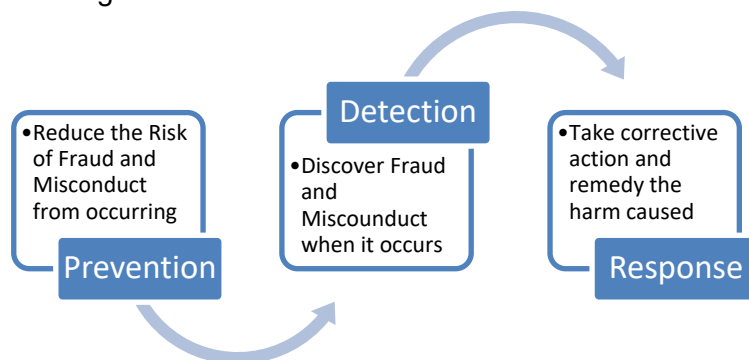 •Reduce the Risk
of Fraud and
Misconduct
from occurring
Prevention
Detection
•Discover Fraud
and
Miscounduct
when it occurs
•Take corrective
action and
remedy the
harm caused
Response